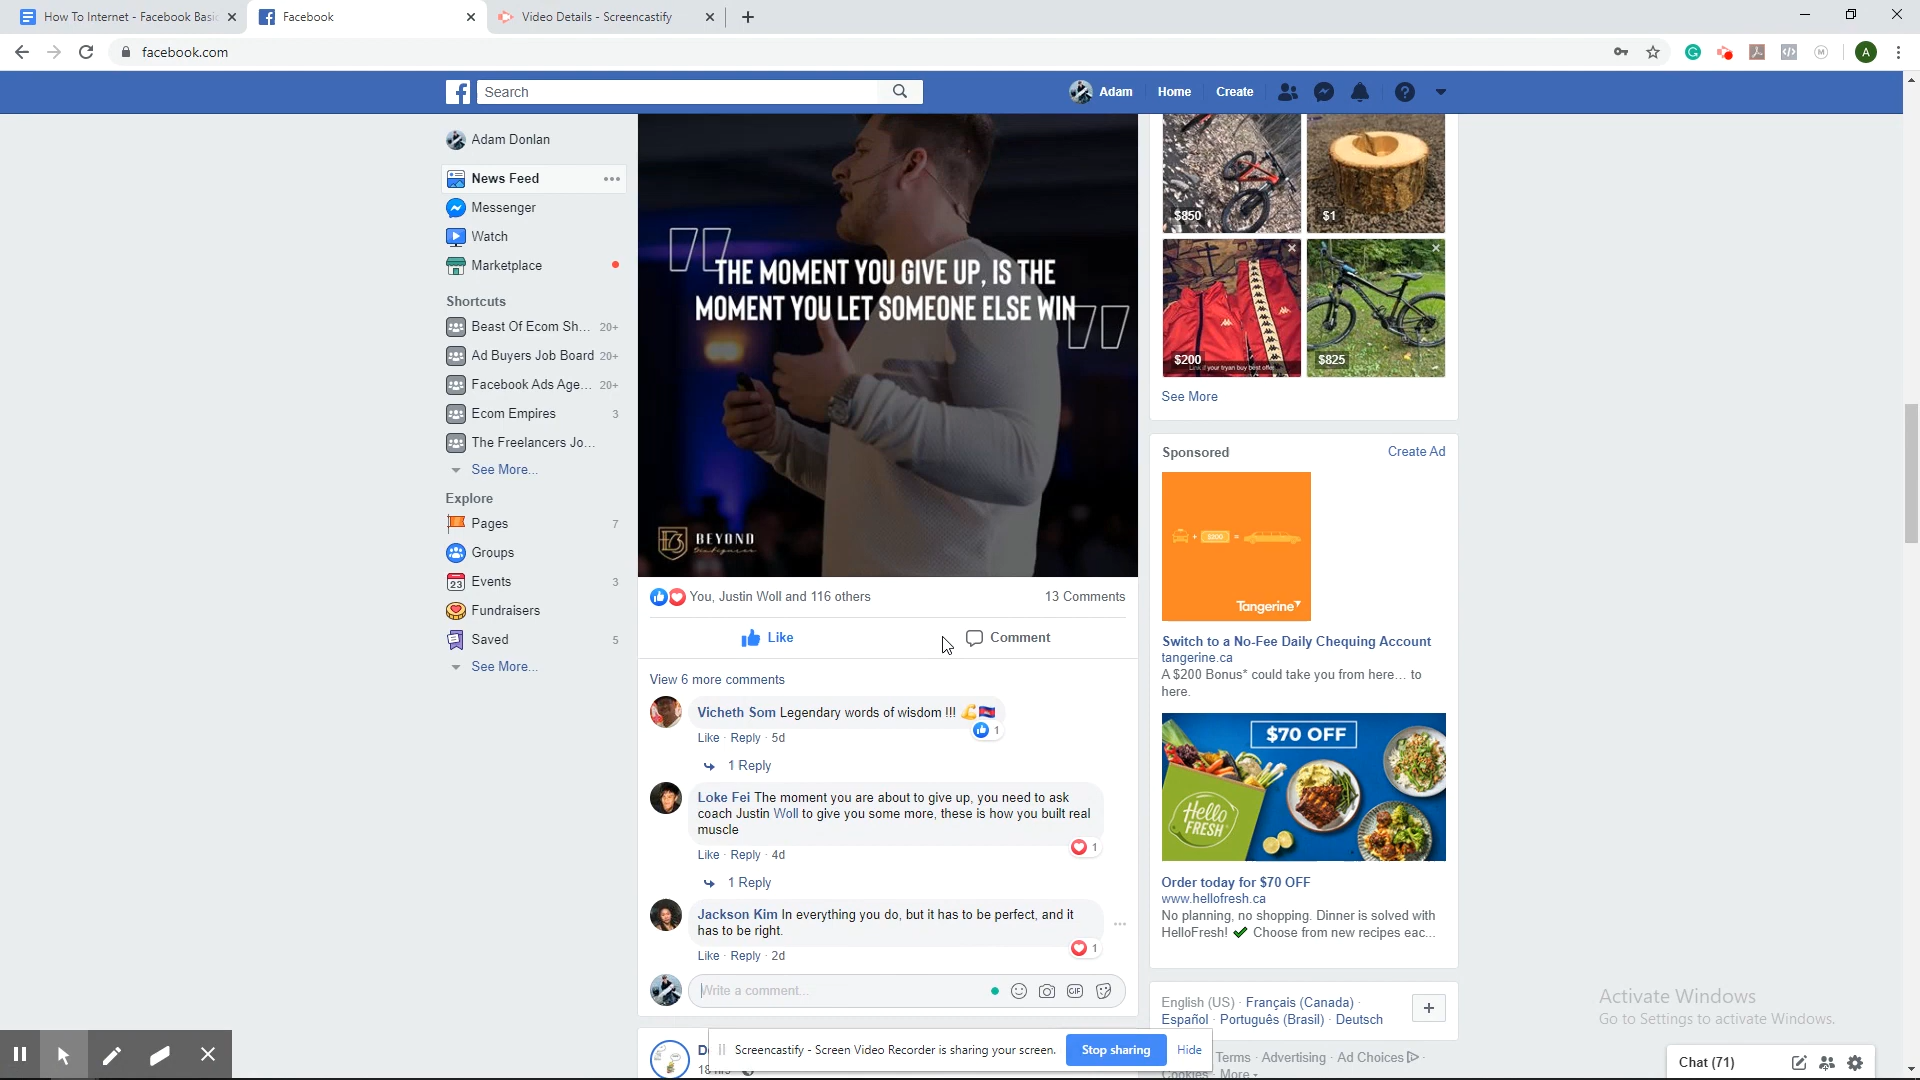 How To Internet - Facebook Basi
Facebook
Video Details - Screencastify
facebook.com
A
Search
Adam
Home
Create
Adam Donlan
News Feed
Messenger
Watch
Marketplace
Shortcuts
Beast Of Ecom Sh... 20+
Ad Buyers Job Board 20+
Facebook Ads Age... 20+
Ecom Empires 3
The Freelancers Jo...
See More...
Explore
Pages 7
Groups
Events 3
Fundraisers
Saved 5
See More...
THE MOMENT YOU GIVE UP, IS THE
MOMENT YOU LET SOMEONE ELSE WIN
BEYOND
You, Justin Woll and 116 others
13 Comments
Like
Comment
View 6 more comments
Vicheth Som Legendary words of wisdom !!! 💪🇰🇭
1
Like · Reply · 5d
1 Reply
Loke Fei The moment you are about to give up, you need to ask
coach Justin Woll to give you some more, these is how you built real
muscle
1
Like · Reply · 4d
1 Reply
Jackson Kim In everything you do, but it has to be perfect, and it
has to be right.
1
Like · Reply · 2d
Write a comment...
GIF
$850
$1
$200
$825
See More
Sponsored
Create Ad
$200
Tangerine
Switch to a No-Fee Daily Chequing Account
tangerine.ca
A $200 Bonus* could take you from here... to
here.
$70 OFF
Hello
FRESH
Order today for $70 OFF
www.hellofresh.ca
No planning, no shopping. Dinner is solved with
HelloFresh! ✔ Choose from new recipes eac...
English (US) · Français (Canada) ·
Español · Português (Brasil) · Deutsch
Terms · Advertising · Ad Choices
Cookies · More
Screencastify - Screen Video Recorder is sharing your screen.
Stop sharing
Hide
Activate Windows
Go to Settings to activate Windows.
Chat (71)